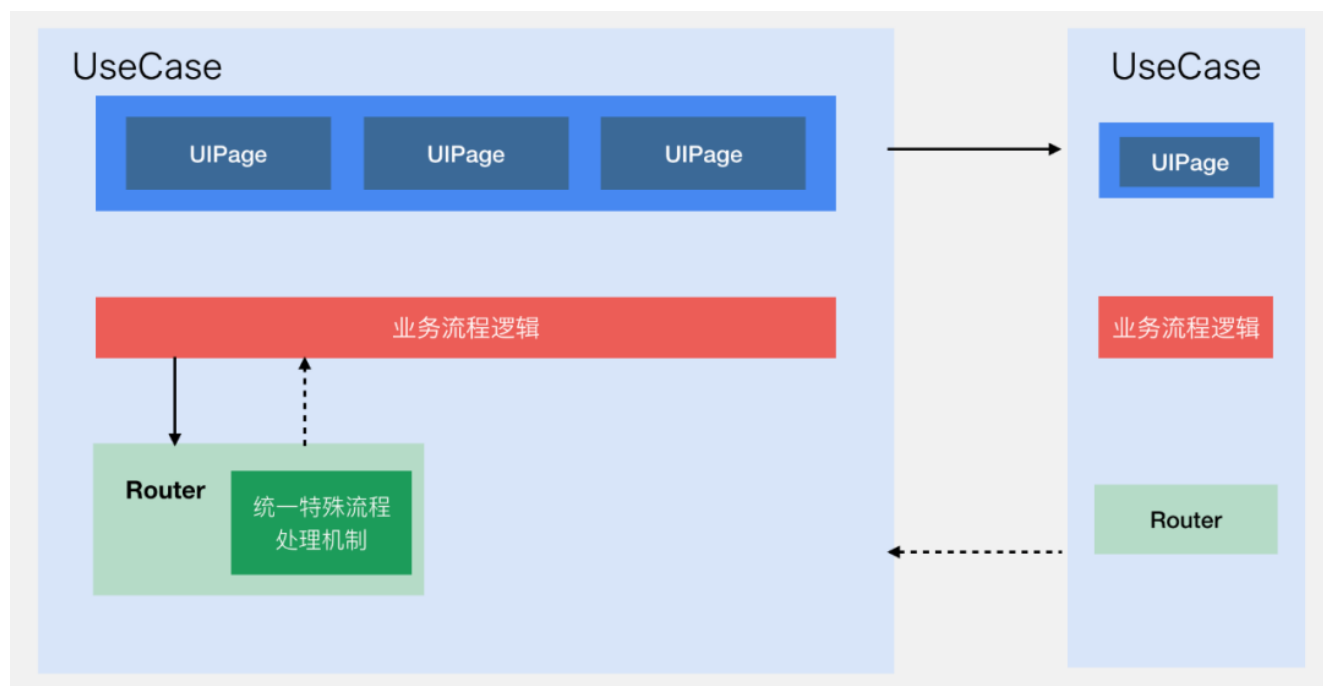 UseCase
UIPage
UIPage
UIPage
业务流程逻辑
Router
统一特殊流程
处理机制
UseCase
UIPage
业务流程逻辑
Router